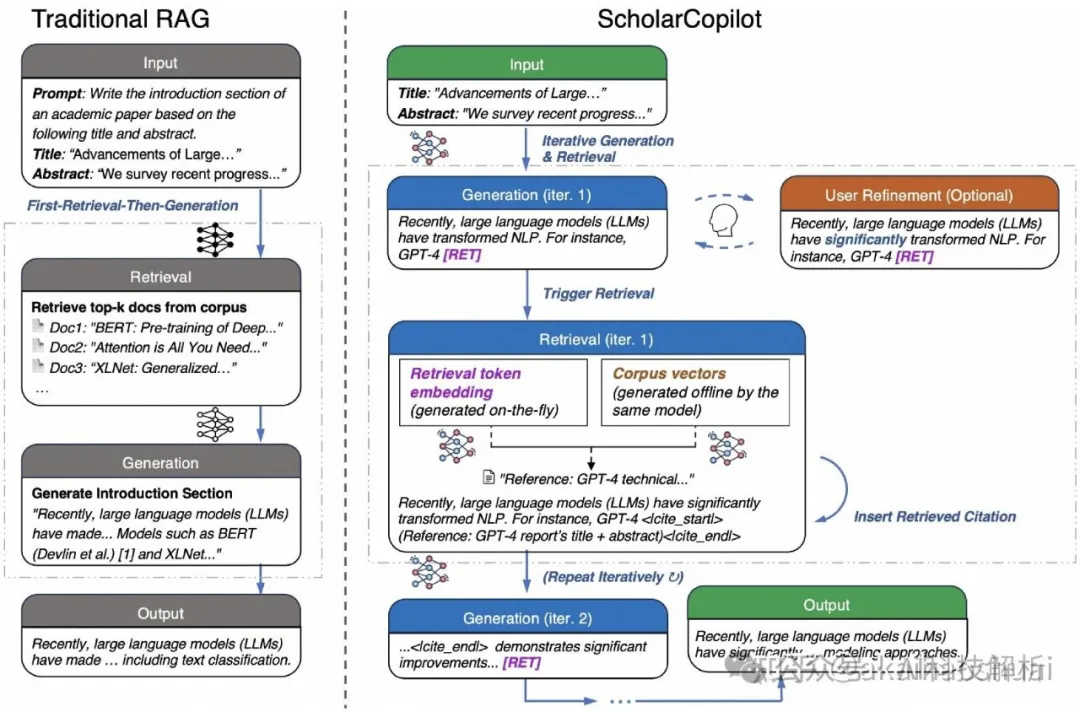 Traditional RAG
Input
Prompt: Write the introduction section of
an academic paper based on the
following title and abstract.
Title: “Advancements of Large…”
Abstract: “We survey recent progress...”
First-Retrieval-Then-Generation
Retrieval
Retrieve top-k docs from corpus
Doc1: "BERT: Pre-training of Deep..."
Doc2: "Attention is All You Need..."
Doc3: "XLNet: Generalized…"
…
Generation
Generate Introduction Section
"Recently, large language models (LLMs)
have made... Models such as BERT
(Devlin et al.) [1] and XLNet..."
Output
Recently, large language models (LLMs)
have made … including text classification.
ScholarCopilot
Input
Title: "Advancements of Large…"
Abstract: "We survey recent progress..."
Iterative Generation
& Retrieval
Generation (iter. 1)
Recently, large language models (LLMs)
have transformed NLP. For instance,
GPT-4 [RET]
User Refinement (Optional)
Recently, large language models (LLMs)
have significantly transformed NLP. For
instance, GPT-4 [RET]
Trigger Retrieval
Retrieval (iter. 1)
Retrieval token
embedding
(generated on-the-fly)
Corpus vectors
(generated offline by the
same model)
"Reference: GPT-4 technical..."
Recently, large language models (LLMs) have significantly
transformed NLP. For instance, GPT-4 <|cite_start|>
(Reference: GPT-4 report's title + abstract)<|cite_end|>
Insert Retrieved Citation
(Repeat Iteratively ↻)
Generation (iter. 2)
...<|cite_end|> demonstrates significant
improvements... [RET]
…
Output
Recently, large language models (LLMs)
have significantly … modeling approaches.